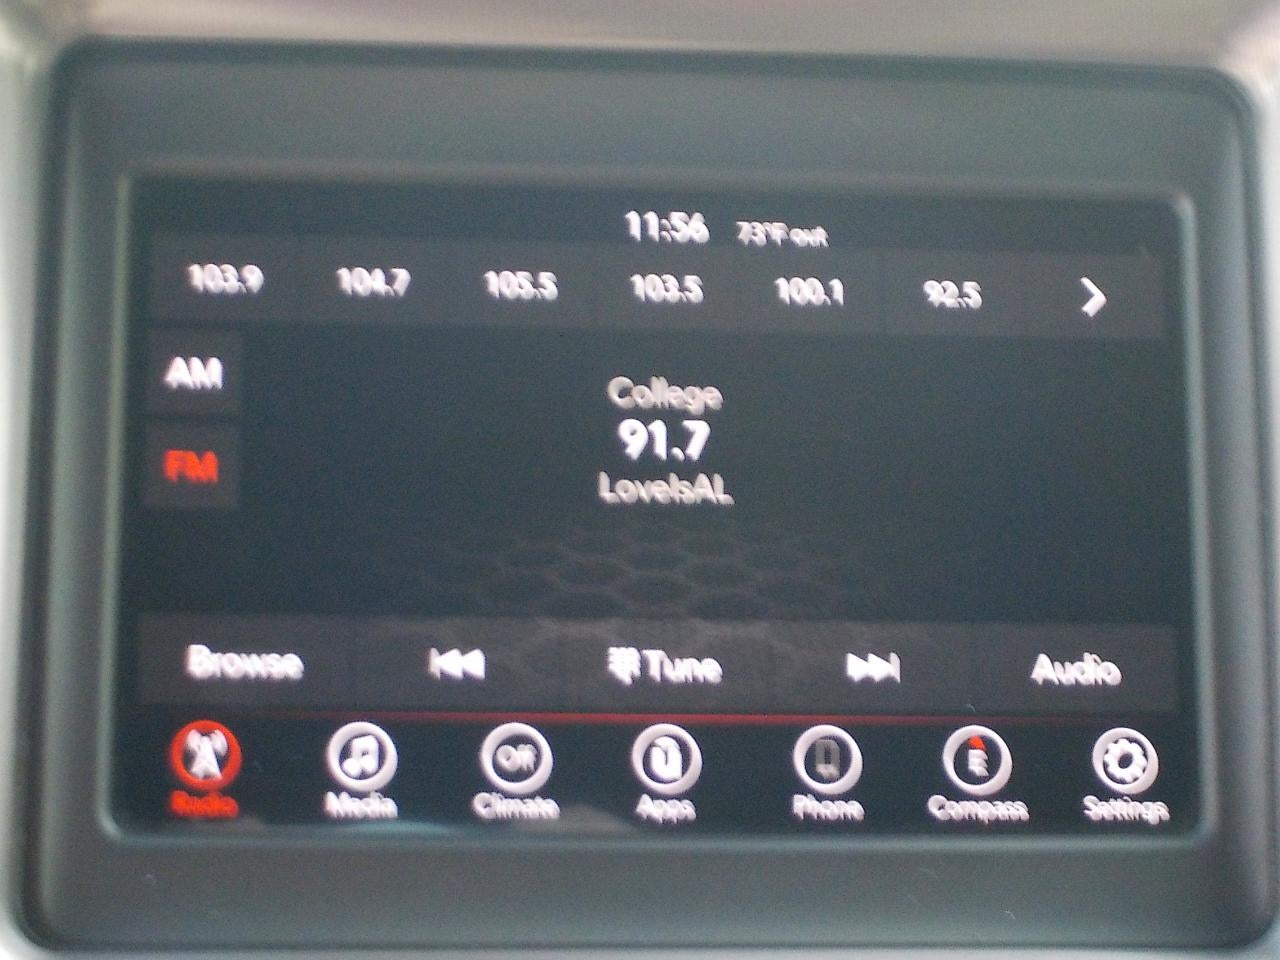 11:56 73°F out
103.9 104.7 105.5 103.5 100.1 92.5
AM
College
91.7
FM
LoveIsAL
Browse Tune Audio
Off E
Radio Media Climate Apps Phone Compass Settings